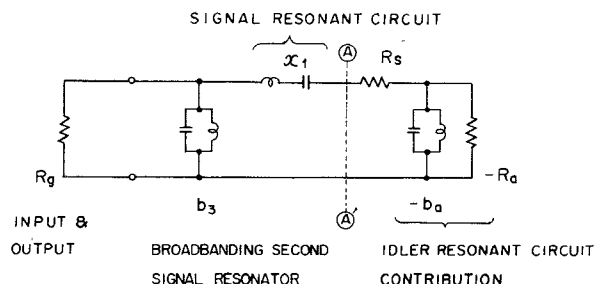 SIGNAL RESONANT CIRCUIT
x₁
A
Rs
Rg
b₃
-bₐ
-Rₐ
A'
INPUT &
OUTPUT
BROADBANDING SECOND
SIGNAL RESONATOR
IDLER RESONANT CIRCUIT
CONTRIBUTION